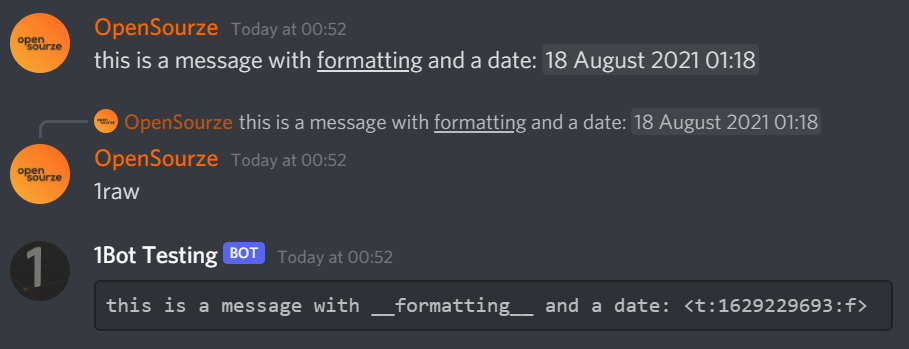 open
sourze
OpenSourze Today at 00:52
this is a message with formatting and a date: 18 August 2021 01:18
OpenSourze this is a message with formatting and a date: 18 August 2021 01:18
open
sourze
OpenSourze Today at 00:52
1raw
1
1Bot Testing BOT Today at 00:52
this is a message with __formatting__ and a date: <t:1629229693:f>